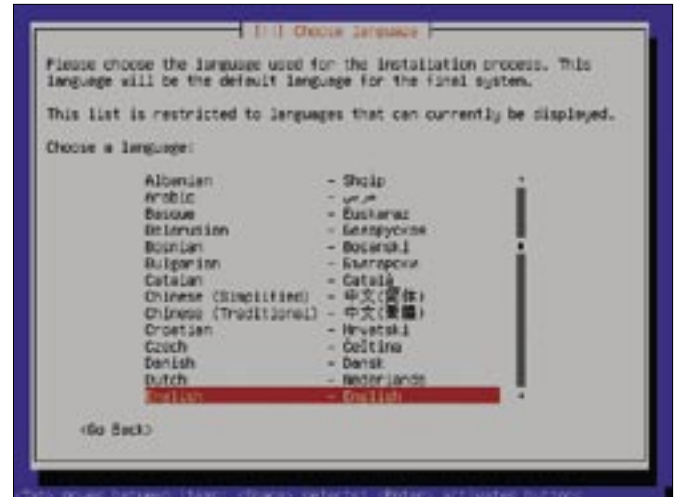 [!!] Choose language
Please choose the language used for the installation process. This
language will be the default language for the final system.
This list is restricted to languages that can currently be displayed.
Choose a language:
Albanian - Shqip
Arabic - عربي
Basque - Euskaraz
Belarusian - Беларуская
Bosnian - Bosanski
Bulgarian - Български
Catalan - Català
Chinese (Simplified) - 中文(简体)
Chinese (Traditional) - 中文(繁體)
Croatian - Hrvatski
Czech - Čeština
Danish - Dansk
Dutch - Nederlands
English - English
<Go Back>